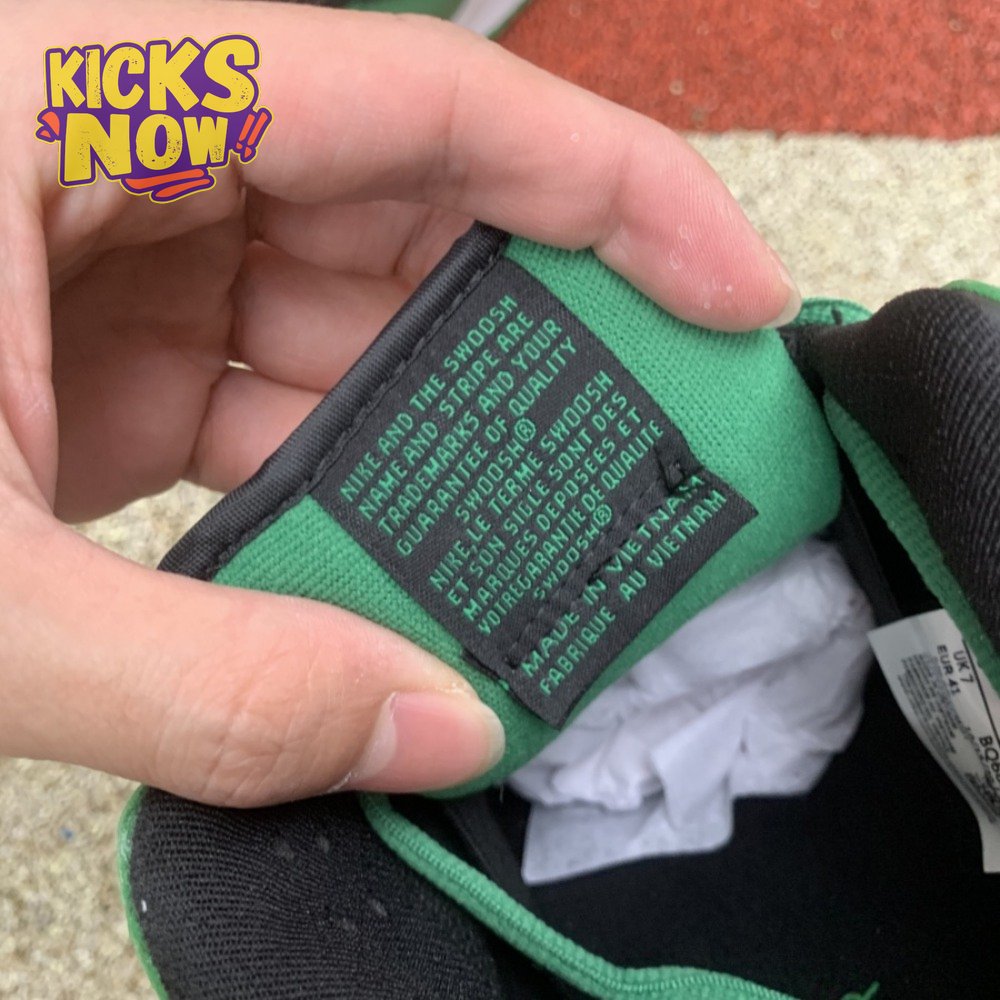 KICKS
NOW!!
NIKE AND THE SWOOSH
NAME AND STRIPE ARE
TRADEMARKS AND YOUR
GUARANTEE OF QUALITY
SWOOSH®
NIKE,LE TERME SWOOSH
ET SON SIGLE SONT DES
MARQUES DEPOSEES ET
VOTREGARANTIE DE QUALITE
SWOOSH®
MADE IN VIETNAM
FABRIQUE AU VIETNAM
UK 7
EUR 41